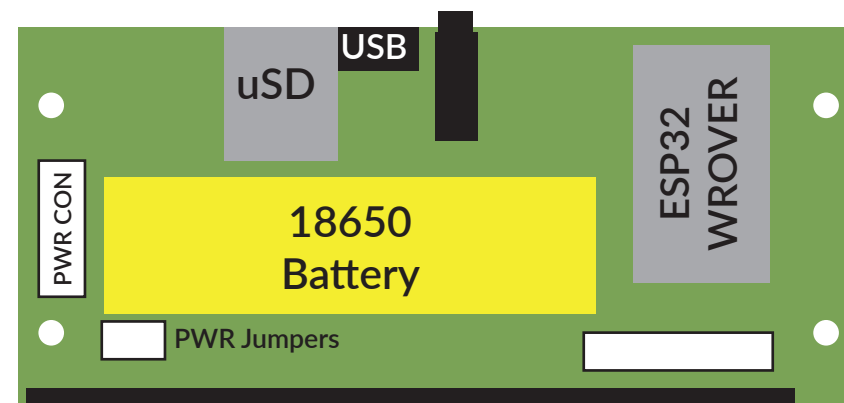 USB
uSD
ESP32
WROVER
PWR CON
18650
Battery
PWR Jumpers